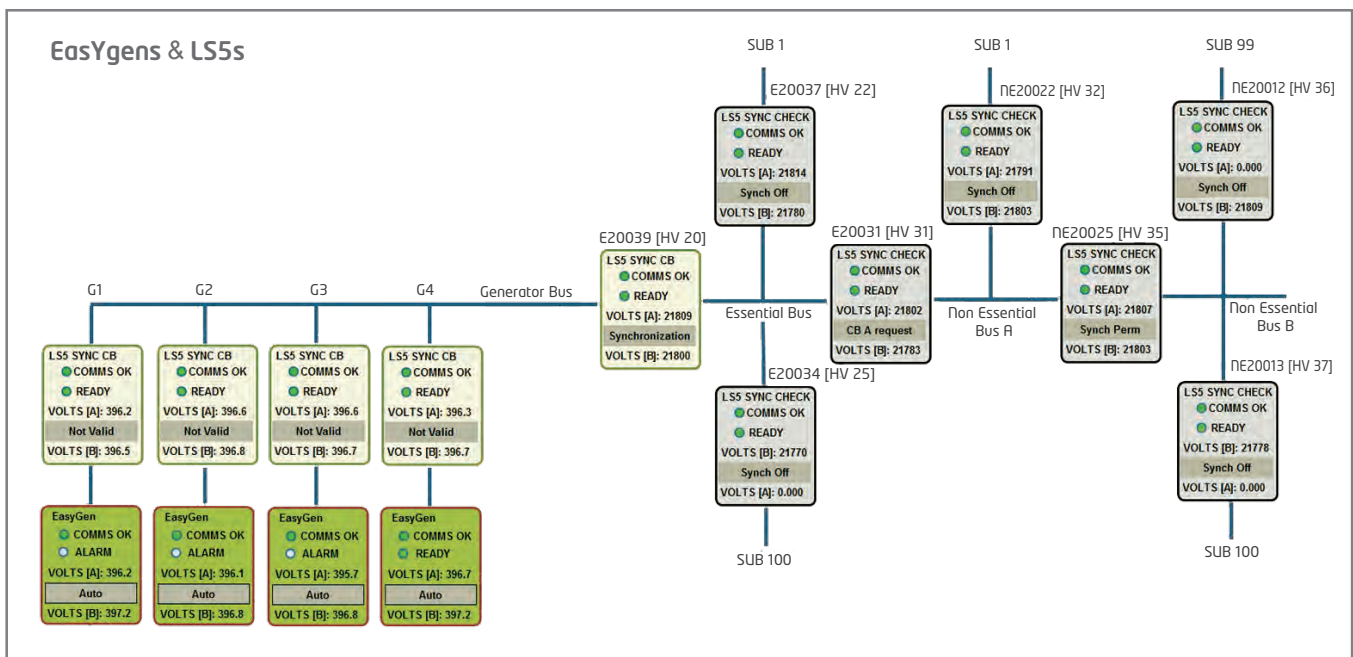 EasYgens & LS5s
SUB 1
SUB 1
SUB 99
E20037 [HV 22]
LS5 SYNC CHECK
COMMS OK
READY
VOLTS [A]: 21814
Synch Off
VOLTS [B]: 21780
NE20022 [HV 32]
LS5 SYNC CHECK
COMMS OK
READY
VOLTS [A]: 21791
Synch Off
VOLTS [B]: 21803
NE20012 [HV 36]
LS5 SYNC CHECK
COMMS OK
READY
VOLTS [A]: 0.000
Synch Off
VOLTS [B]: 21809
E20039 [HV 20]
LS5 SYNC CB
COMMS OK
READY
VOLTS [A]: 21809
Synchronization
VOLTS [B]: 21800
E20031 [HV 31]
LS5 SYNC CHECK
COMMS OK
READY
VOLTS [A]: 21802
CB A request
VOLTS [B]: 21783
NE20025 [HV 35]
LS5 SYNC CHECK
COMMS OK
READY
VOLTS [A]: 21807
Synch Perm
VOLTS [B]: 21803
G1
G2
G3
G4
Generator Bus
Essential Bus
Non Essential
Bus A
Non Essential
Bus B
LS5 SYNC CB
COMMS OK
READY
VOLTS [A]: 396.2
Not Valid
VOLTS [B]: 396.5
LS5 SYNC CB
COMMS OK
READY
VOLTS [A]: 396.6
Not Valid
VOLTS [B]: 396.8
LS5 SYNC CB
COMMS OK
READY
VOLTS [A]: 396.6
Not Valid
VOLTS [B]: 396.7
LS5 SYNC CB
COMMS OK
READY
VOLTS [A]: 396.3
Not Valid
VOLTS [B]: 396.7
E20034 [HV 25]
LS5 SYNC CHECK
COMMS OK
READY
VOLTS [B]: 21770
Synch Off
VOLTS [A]: 0.000
SUB 100
NE20013 [HV 37]
LS5 SYNC CHECK
COMMS OK
READY
VOLTS [B]: 21778
Synch Off
VOLTS [A]: 0.000
SUB 100
EasyGen
COMMS OK
ALARM
VOLTS [A]: 396.2
Auto
VOLTS [B]: 397.2
EasyGen
COMMS OK
ALARM
VOLTS [A]: 396.1
Auto
VOLTS [B]: 396.8
EasyGen
COMMS OK
ALARM
VOLTS [A]: 395.7
Auto
VOLTS [B]: 396.8
EasyGen
COMMS OK
READY
VOLTS [A]: 396.7
Auto
VOLTS [B]: 397.2